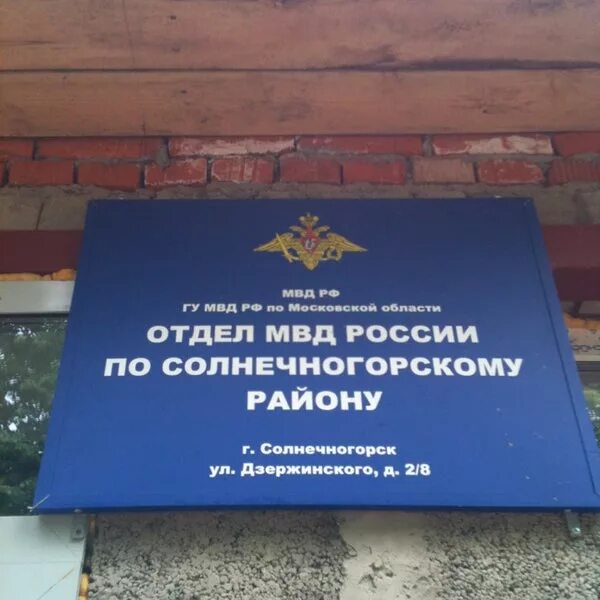 МВД РФ
ГУ МВД РФ по Московской области
ОТДЕЛ МВД РОССИИ
ПО СОЛНЕЧНОГОРСКОМУ
РАЙОНУ
г. Солнечногорск
ул. Дзержинского, д. 2/8